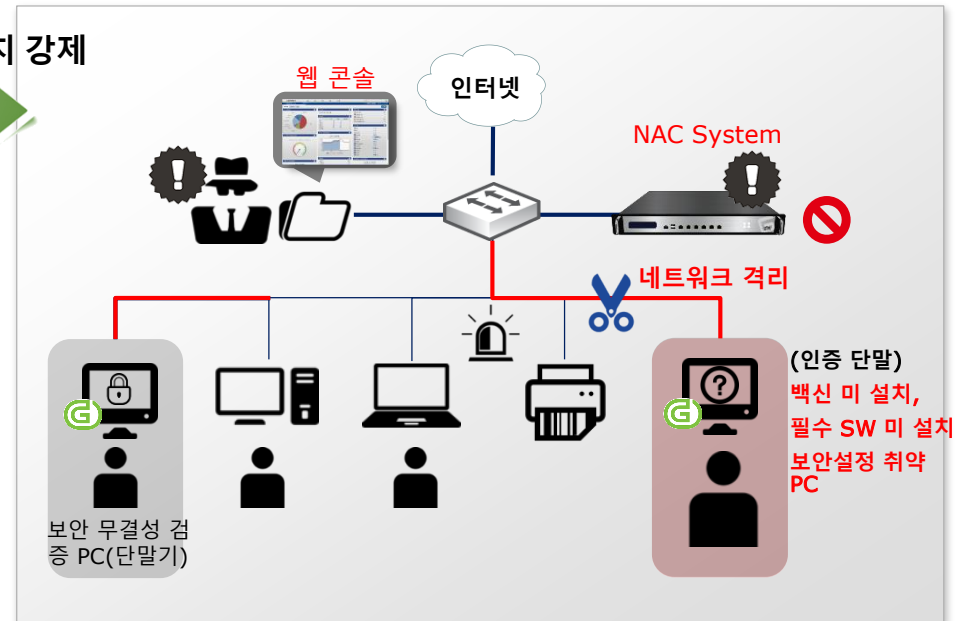 치 강제
웹 콘솔
인터넷
NAC System
네트워크 격리
(인증 단말)
백신 미 설치,
필수 SW 미 설치
보안설정 취약
PC
보안 무결성 검
증 PC(단말기)